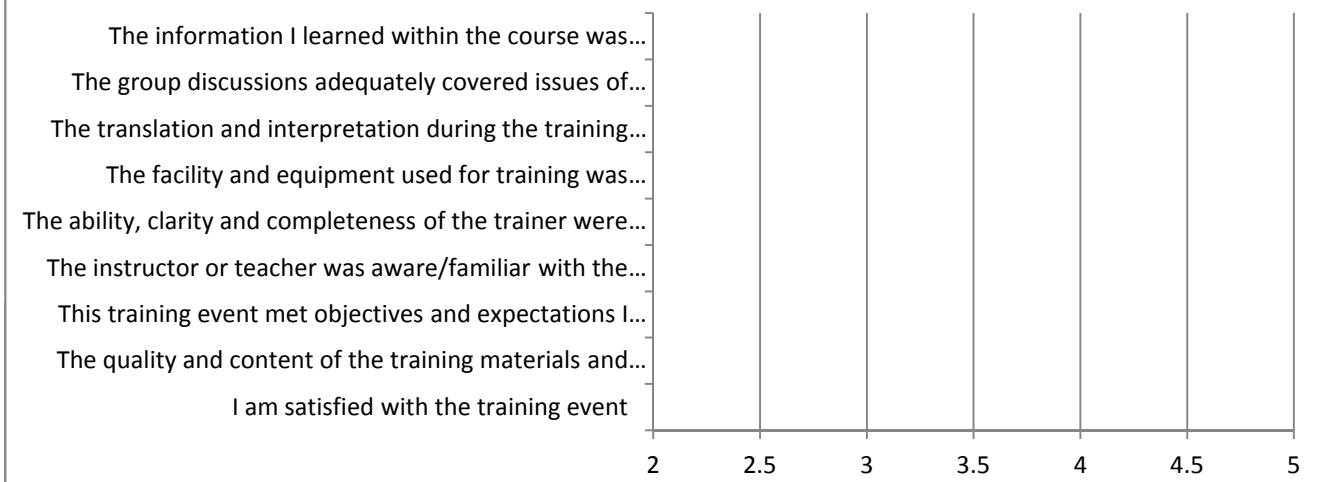 The information I learned within the course was…
The group discussions adequately covered issues of…
The translation and interpretation during the training…
The facility and equipment used for training was…
The ability, clarity and completeness of the trainer were…
The instructor or teacher was aware/familiar with the…
This training event met objectives and expectations I…
The quality and content of the training materials and…
I am satisfied with the training event
2 2.5 3 3.5 4 4.5 5